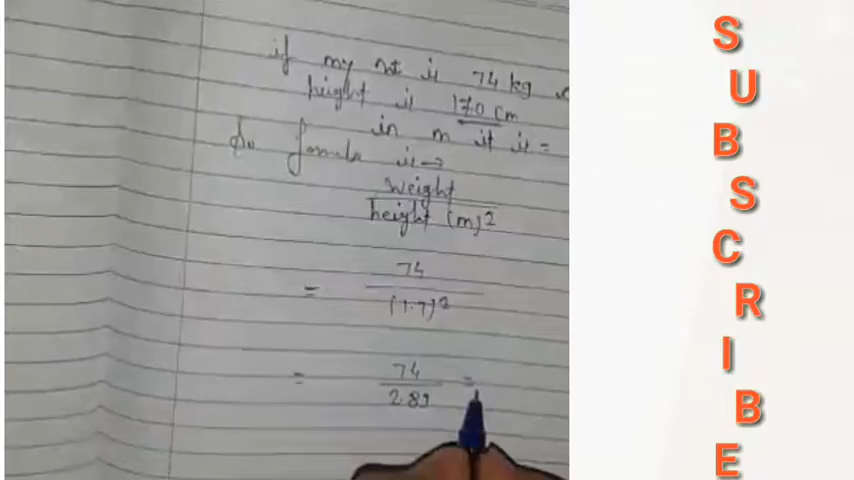 if my wt is 74 kg
height is 170 cm
in m it is =
So formula is →
weight
height (m)2
= 74
(1.7)2
= 74 =
2.89
SUBSCRIBE